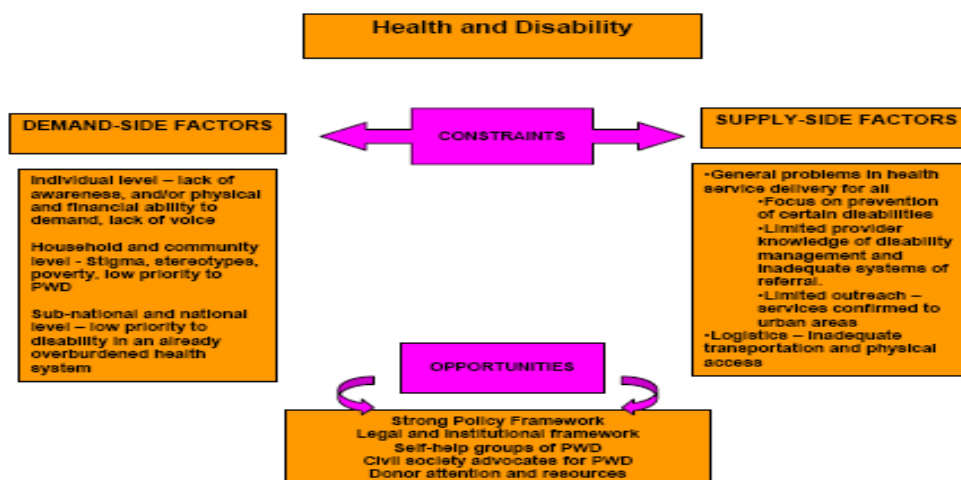 Health and Disability
DEMAND-SIDE FACTORS
CONSTRAINTS
SUPPLY-SIDE FACTORS
Individual level – lack of
awareness, and/or physical
and financial ability to
demand, lack of voice
Household and community
level - Stigma, stereotypes,
poverty, low priority to
PWD
Sub-national and national
level – low priority to
disability in an already
overburdened health
system
•General problems in health
service delivery for all
•Focus on prevention
of certain disabilities
•Limited provider
knowledge of disability
management and
inadequate systems of
referral.
•Limited outreach –
services confirmed to
urban areas
•Logistics – inadequate
transportation and physical
access
OPPORTUNITIES
Strong Policy Framework
Legal and institutional framework
Self-help groups of PWD
Civil society advocates for PWD
Donor attention and resources